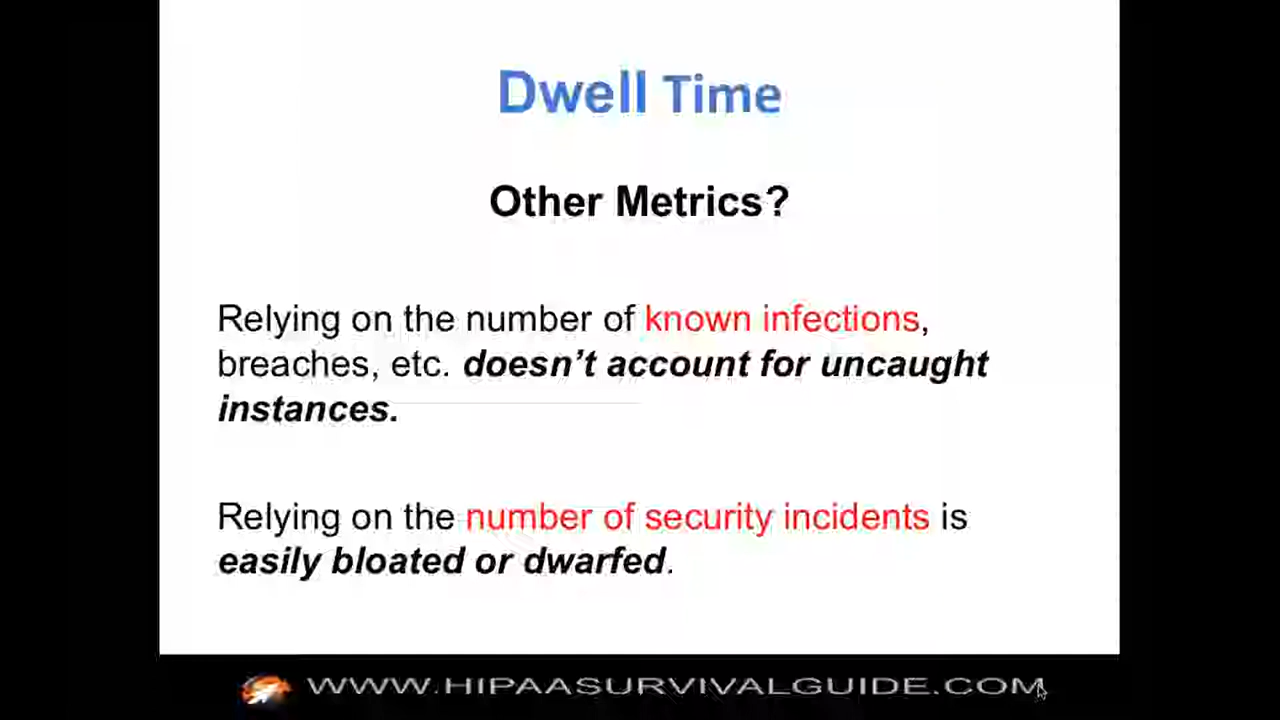 Dwell Time
Other Metrics?
Relying on the number of known infections,
breaches, etc. doesn’t account for uncaught
instances.
Relying on the number of security incidents is
easily bloated or dwarfed.
WWW.HIPAASURVIVALGUIDE.COM